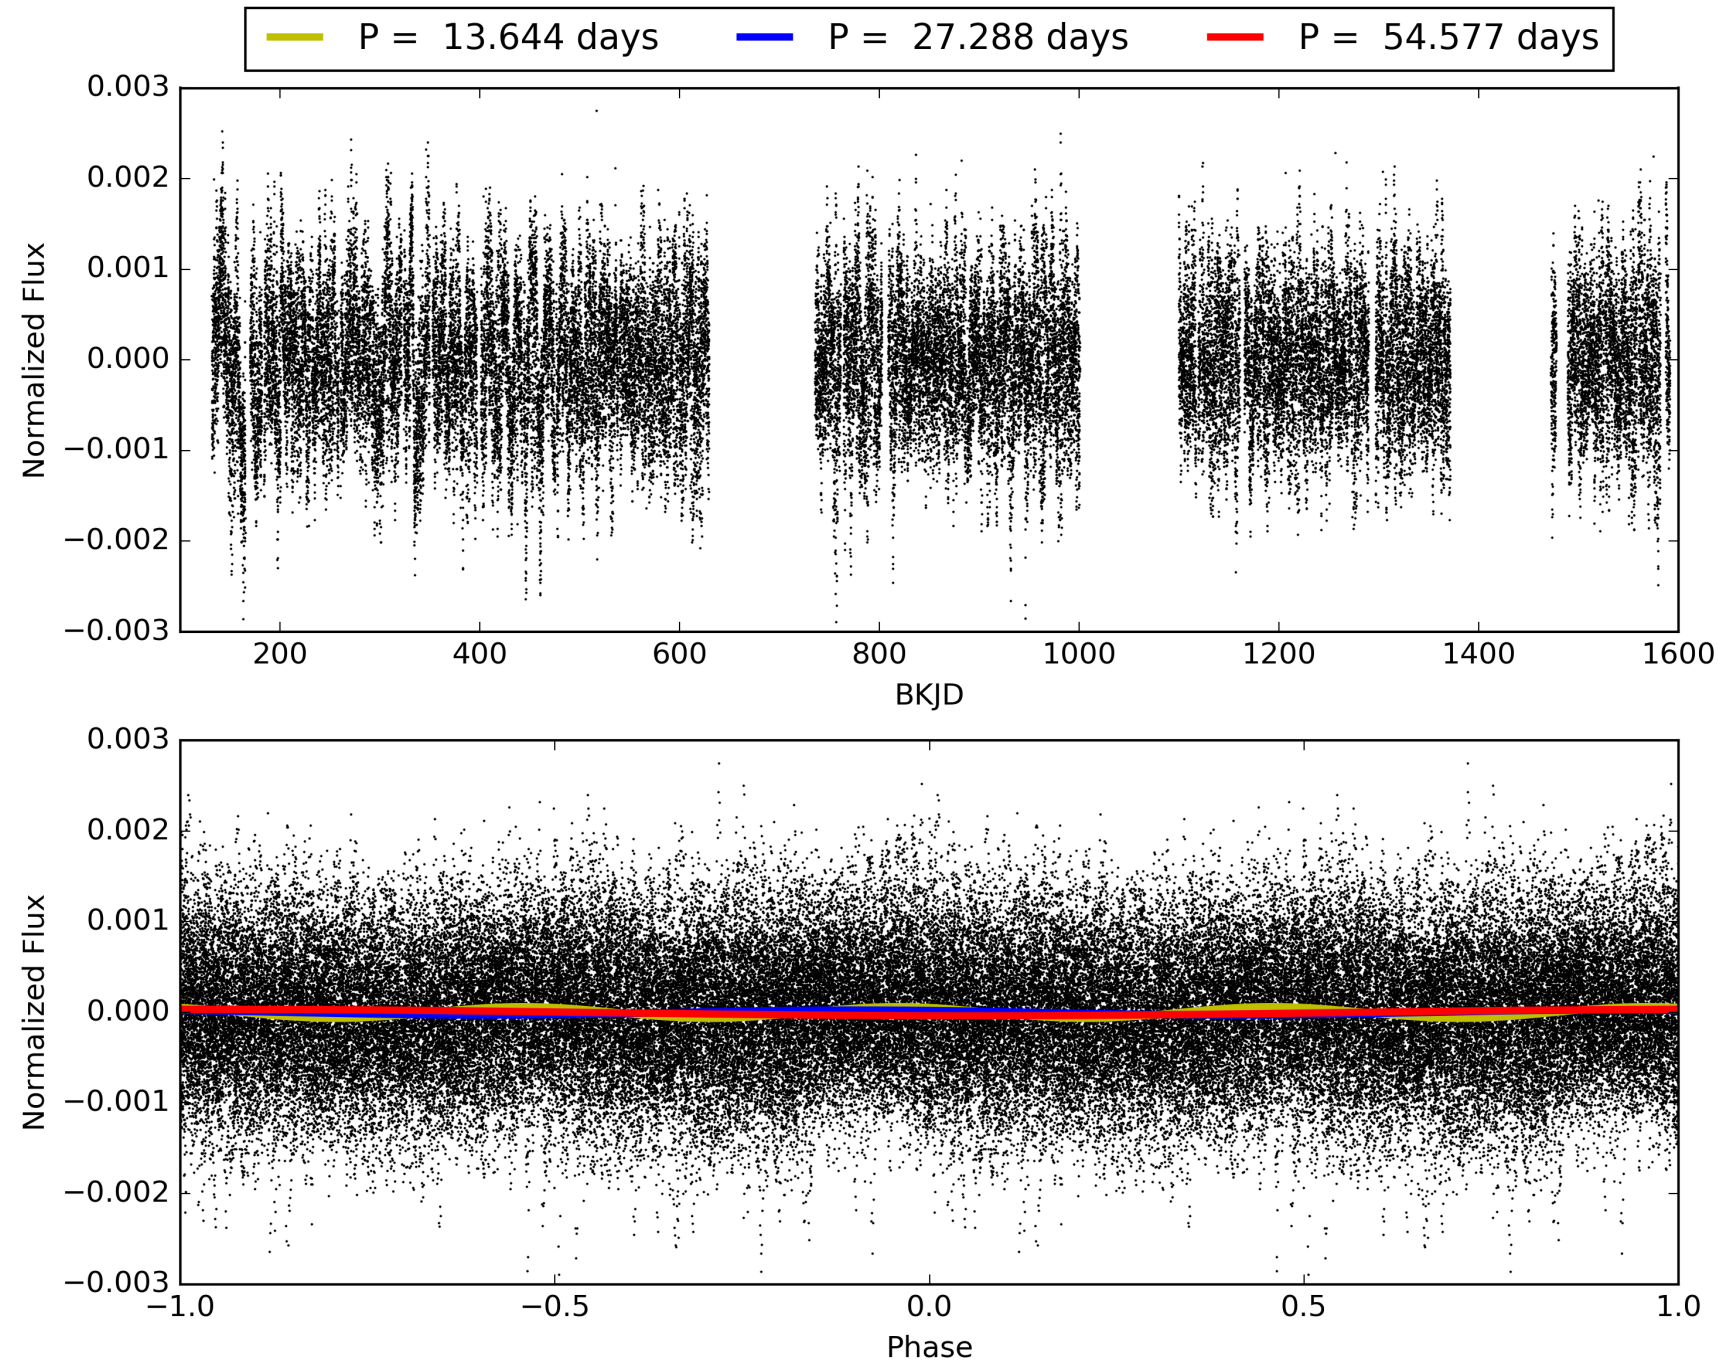 P = 13.644 days P = 27.288 days P = 54.577 days
0.003
0.002
0.001
0.000
−0.001
−0.002
−0.003
Normalized Flux
200 400 600 800 1000 1200 1400 1600
BKJD
0.003
0.002
0.001
0.000
−0.001
−0.002
−0.003
Normalized Flux
−1.0 −0.5 0.0 0.5 1.0
Phase